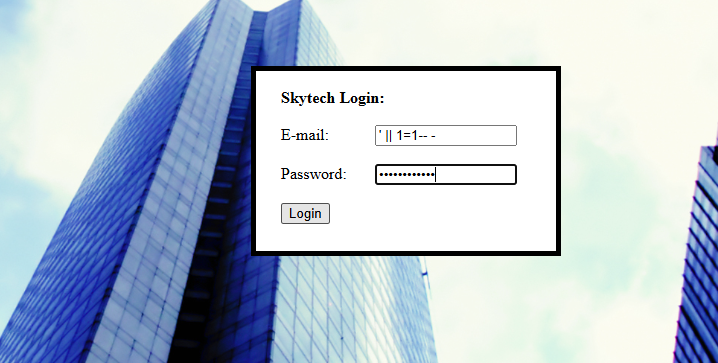 Skytech Login:
E-mail: ' || 1=1-- -
Password: ••••••••••••
Login